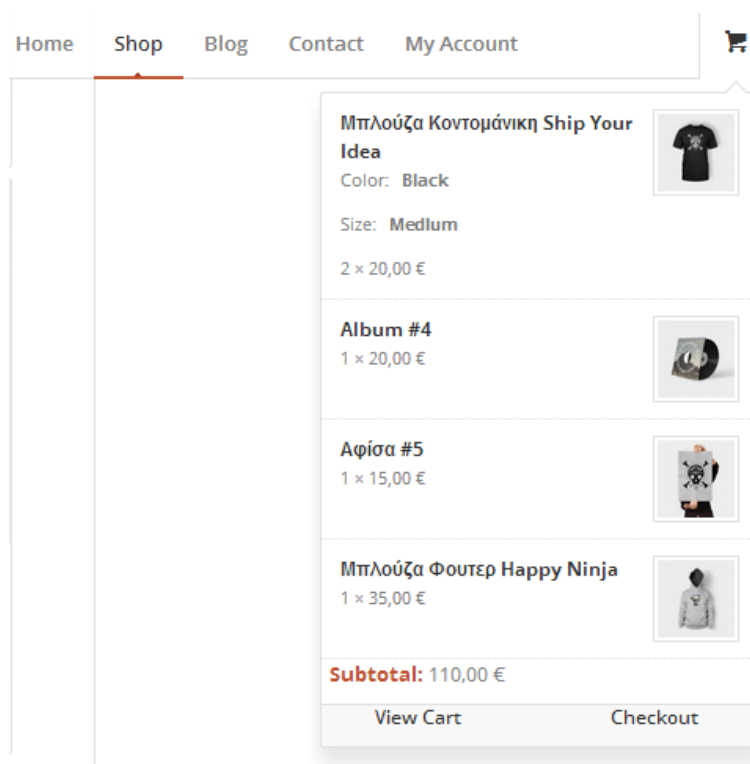 Home Shop Blog Contact My Account
Μπλούζα Κοντομάνικη Ship Your
Idea
Color: Black
Size: Medium
2 × 20,00 €
Album #4
1 × 20,00 €
Αφίσα #5
1 × 15,00 €
Μπλούζα Φουτερ Happy Ninja
1 × 35,00 €
Subtotal: 110,00 €
View Cart Checkout